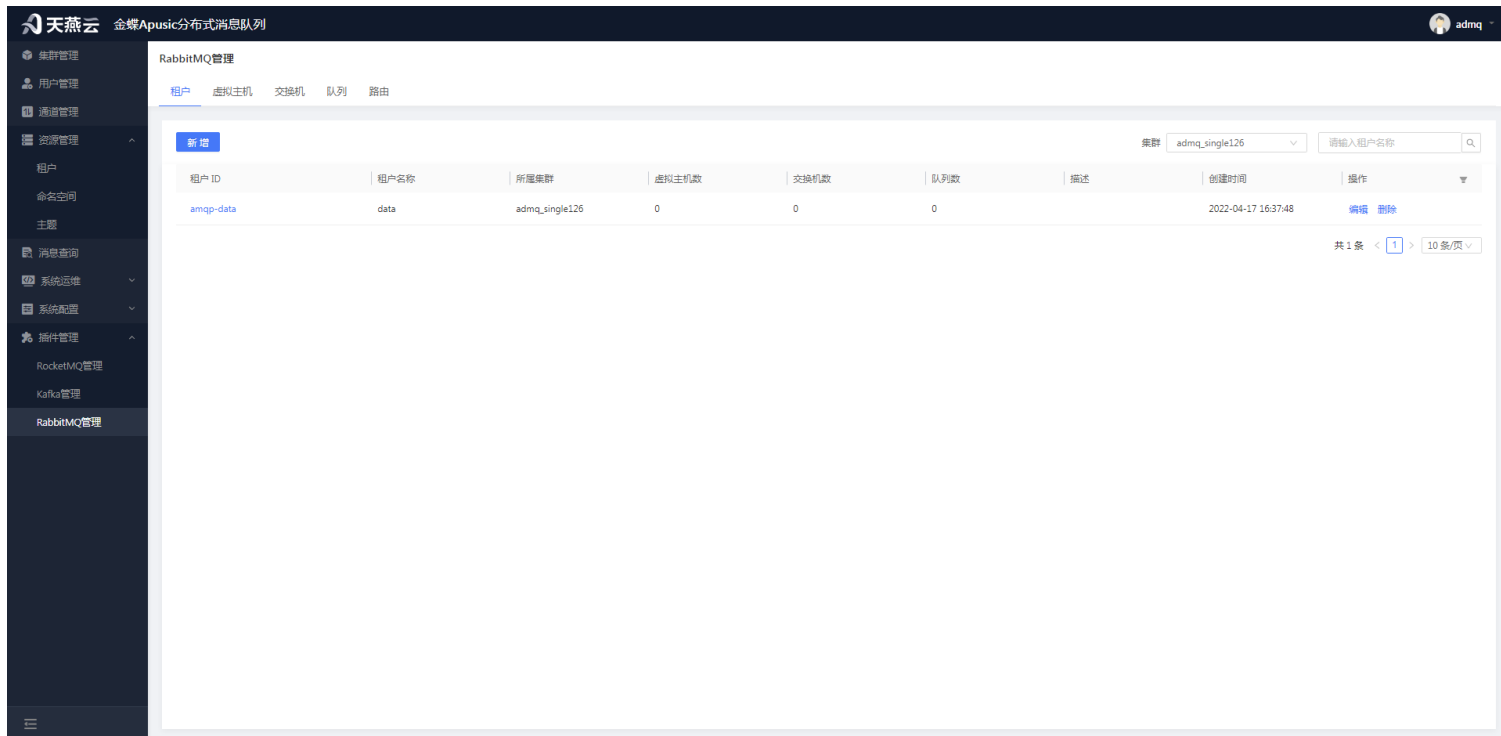 天燕云 金蝶Apusic分布式消息队列
admq
集群管理
用户管理
通道管理
资源管理
租户
命名空间
主题
消息查询
系统运维
系统配置
插件管理
RocketMQ管理
Kafka管理
RabbitMQ管理
RabbitMQ管理
租户 虚拟主机 交换机 队列 路由
新增 集群 admq_single126 请输入租户名称
租户 ID 租户名称 所属集群 虚拟主机数 交换机数 队列数 描述 创建时间 操作
amqp-data data admq_single126 0 0 0 2022-04-17 16:37:48 编辑 删除
共 1 条 < 1 > 10 条/页